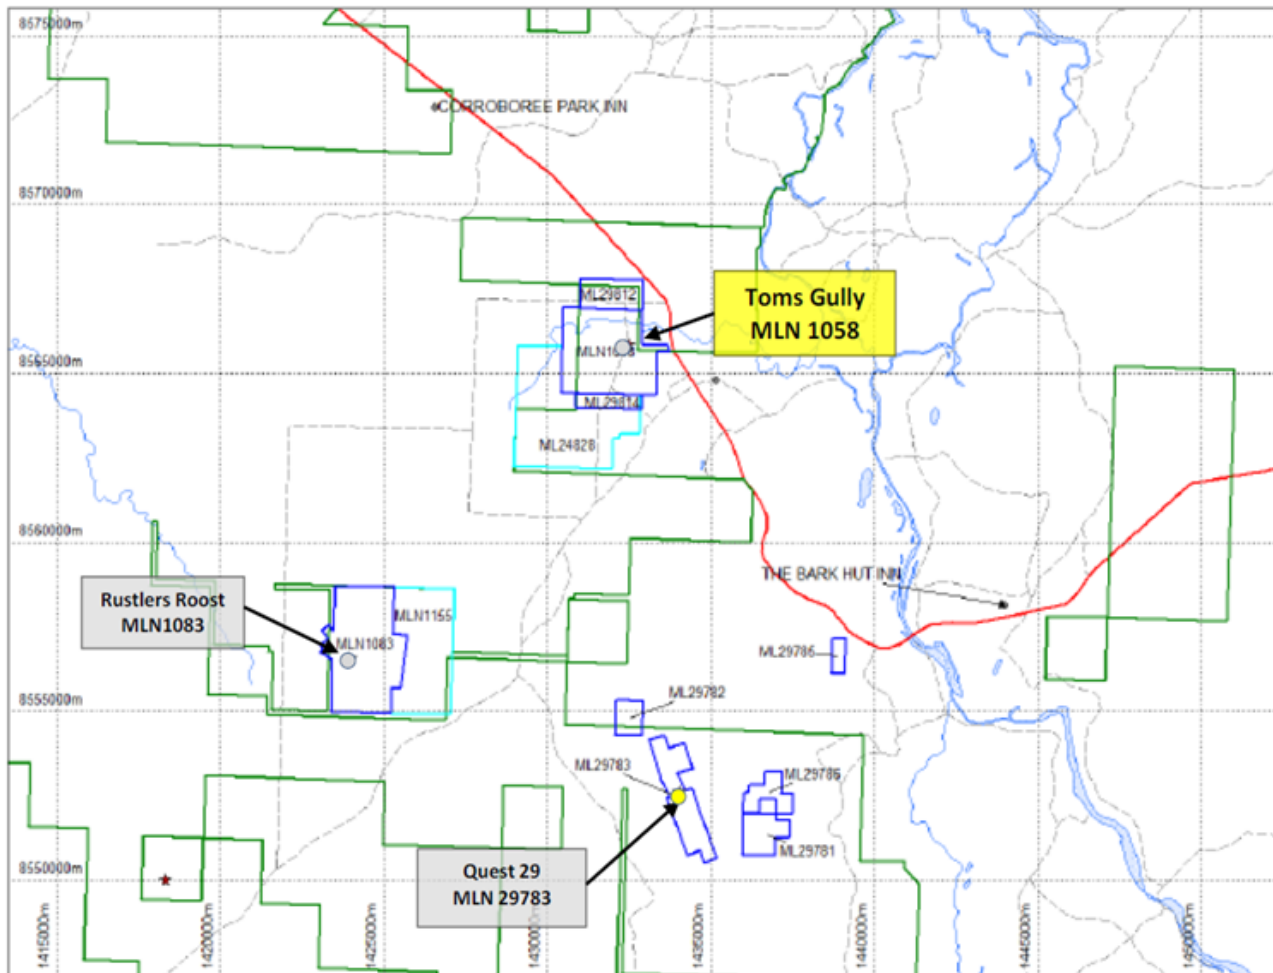 8575000m
CORROBOREE PARK INN
8570000m
ML29812
Toms Gully
MLN 1058
8565000m
ML29814
ML24828
8560000m
THE BARK HUT INN
Rustlers Roost
MLN1083
MLN1155
MLN1083
ML29786
ML29782
8555000m
ML29783
ML29786
ML29781
8550000m
Quest 29
MLN 29783
1415000m
1420000m
1425000m
1430000m
1435000m
1440000m
1445000m
1450000m